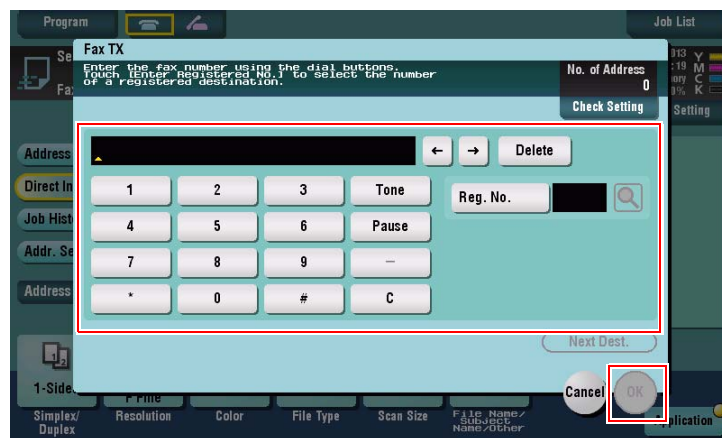 Program
Job List
Se
Fax TX
Enter the fax number using the dial buttons.
Touch [Enter Registered No.] to select the number
of a registered destination.
No. of Address
0
Check Setting
Fa
Y
M
C
K
Setting
Address
← → Delete
Direct In
1 2 3 Tone
Reg. No.
Job Hist
4 5 6 Pause
Addr. Se
7 8 9 —
Address
* 0 # C
Next Dest.
1-Side
Cancel
OK
Simplex/
Duplex
Resolution
Color
File Type
Scan Size
File Name/
Subject
Name/Other
Application